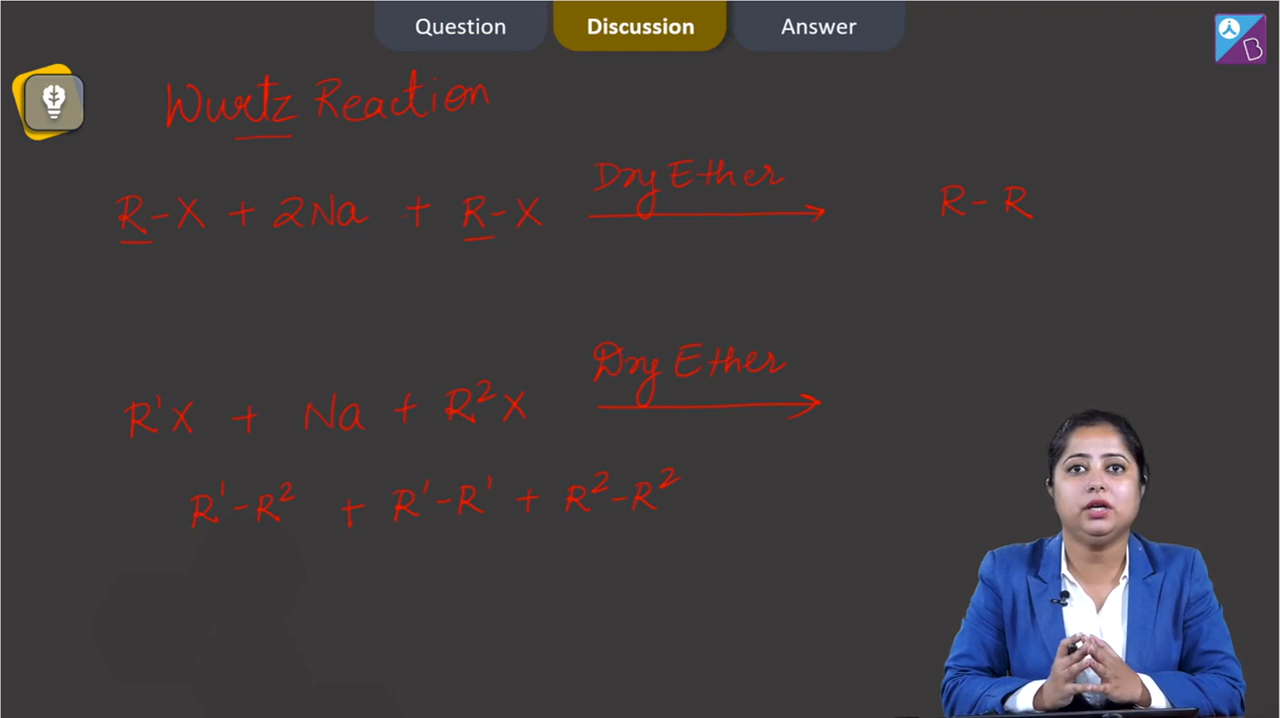 Question Discussion Answer
B
Wurtz Reaction
Dry Ether
R-X + 2Na + R-X ⟶ R-R
Dry Ether
R¹X + Na + R²X ⟶
R¹-R² + R¹-R¹ + R²-R²